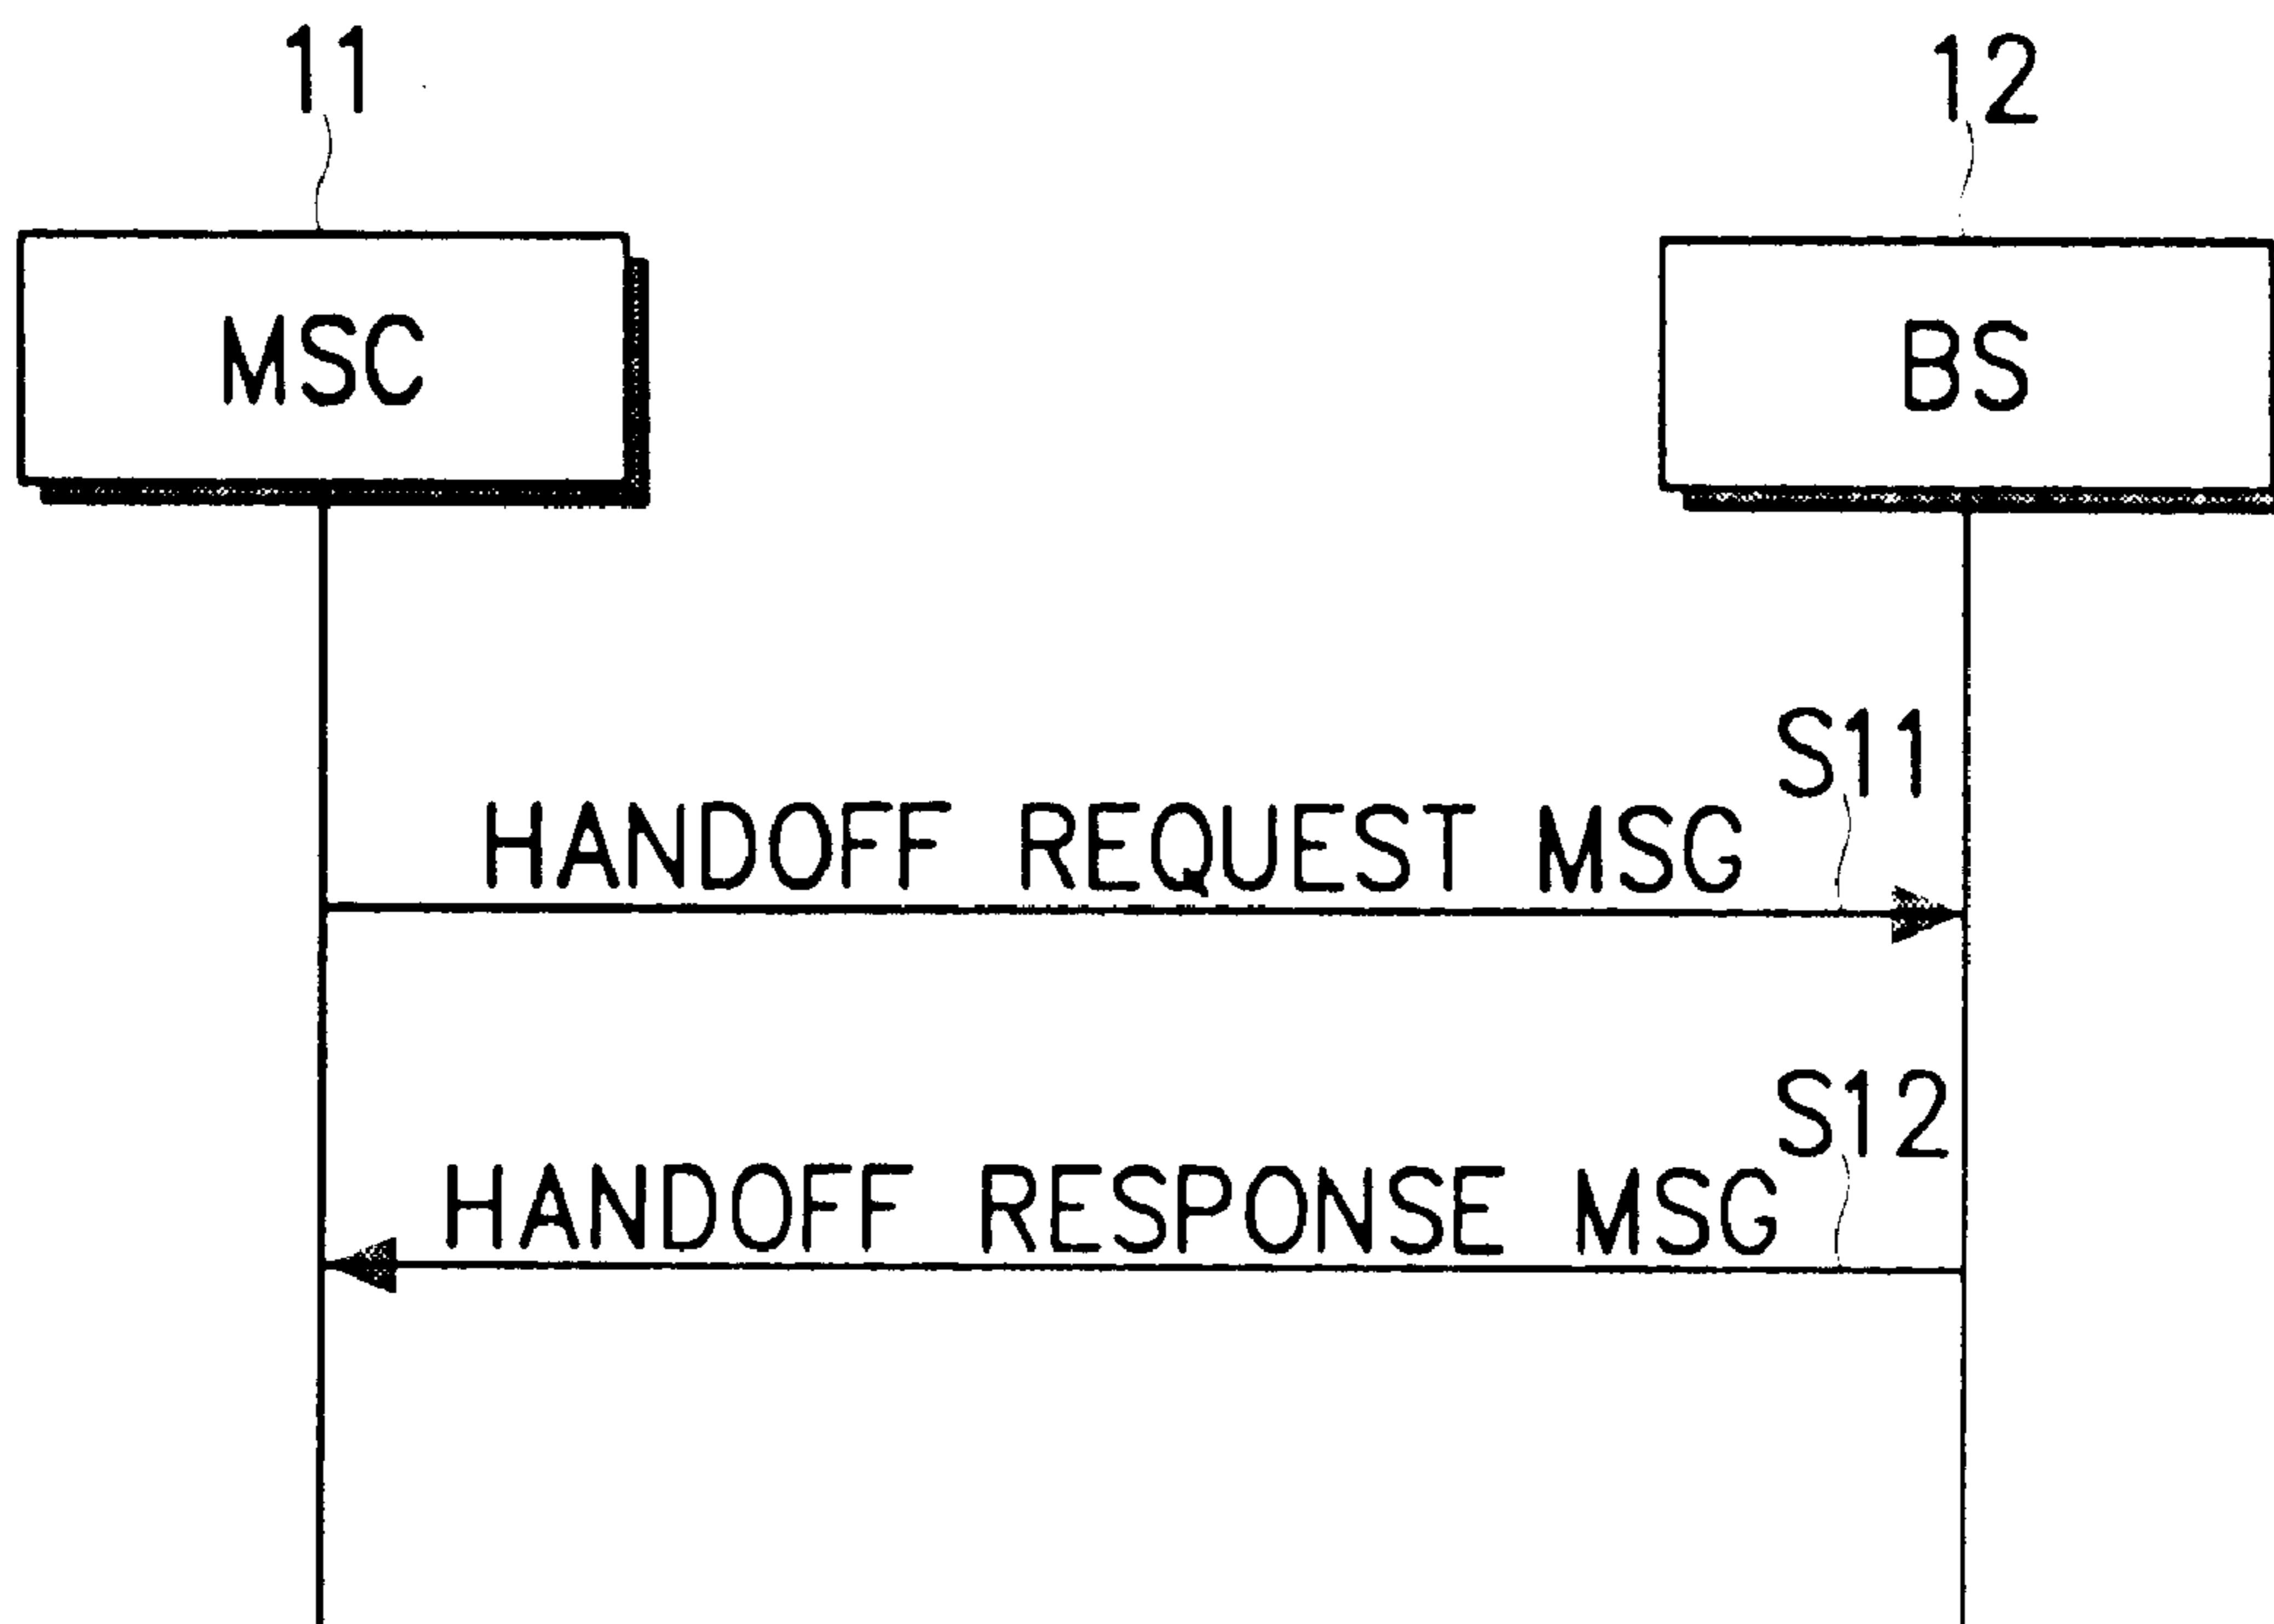 11
12
MSC
BS
S11
HANDOFF REQUEST MSG
S12
HANDOFF RESPONSE MSG